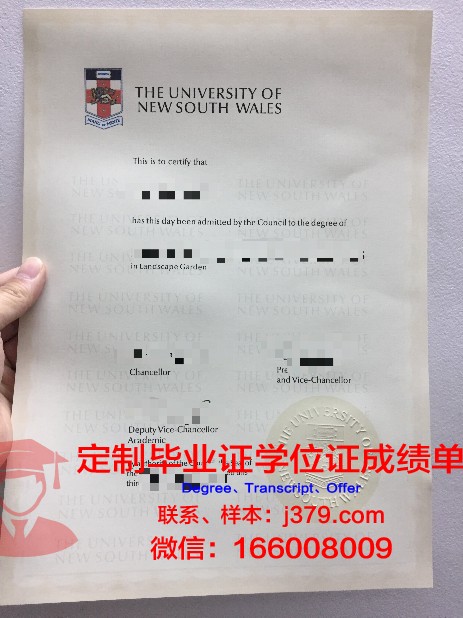 THE UNIVERSITY OF
NEW SOUTH WALES
This is to certify that
has this day been admitted by the Council to the degree of
in Landscape Garden
Chancellor
Pre
and Vice-Chancellor
Deputy Vice-Chancellor
Academic
定制毕业证学位证成绩单
Degree、Transcript、Offer
联系、样本：j379.com
微信：166008009